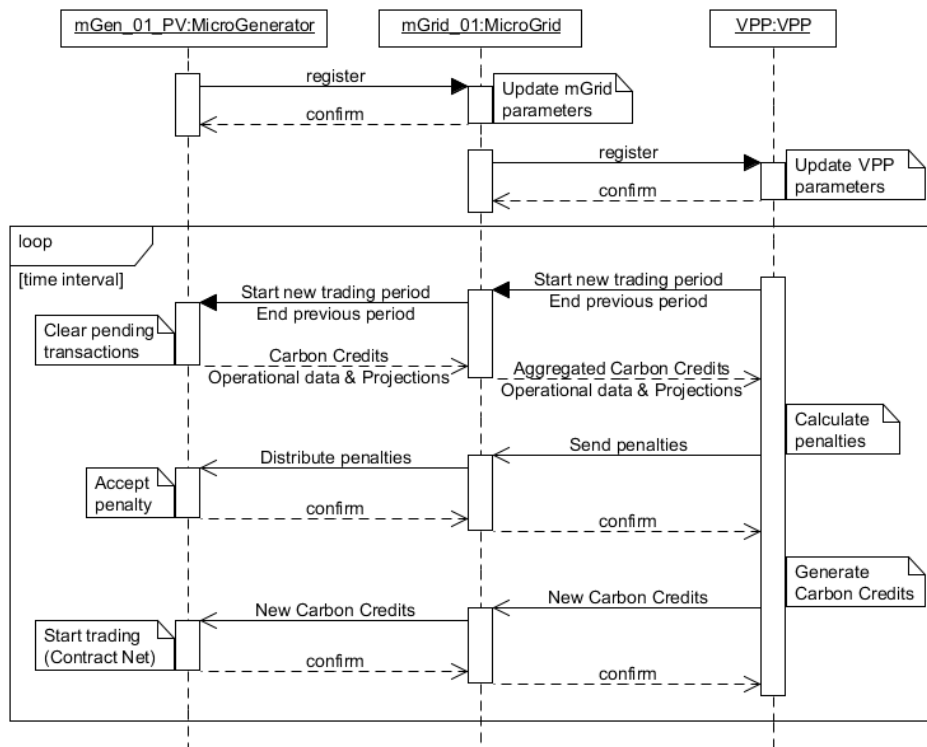 mGen_01_PV:MicroGenerator
mGrid_01:MicroGrid
VPP:VPP
register
Update mGrid
parameters
confirm
register
Update VPP
parameters
confirm
loop
[time interval]
Start new trading period
End previous period
Start new trading period
End previous period
Clear pending
transactions
Carbon Credits
Operational data & Projections
Aggregated Carbon Credits
Operational data & Projections
Calculate
penalties
Send penalties
Distribute penalties
Accept
penalty
confirm
confirm
Generate
Carbon Credits
New Carbon Credits
New Carbon Credits
Start trading
(Contract Net)
confirm
confirm